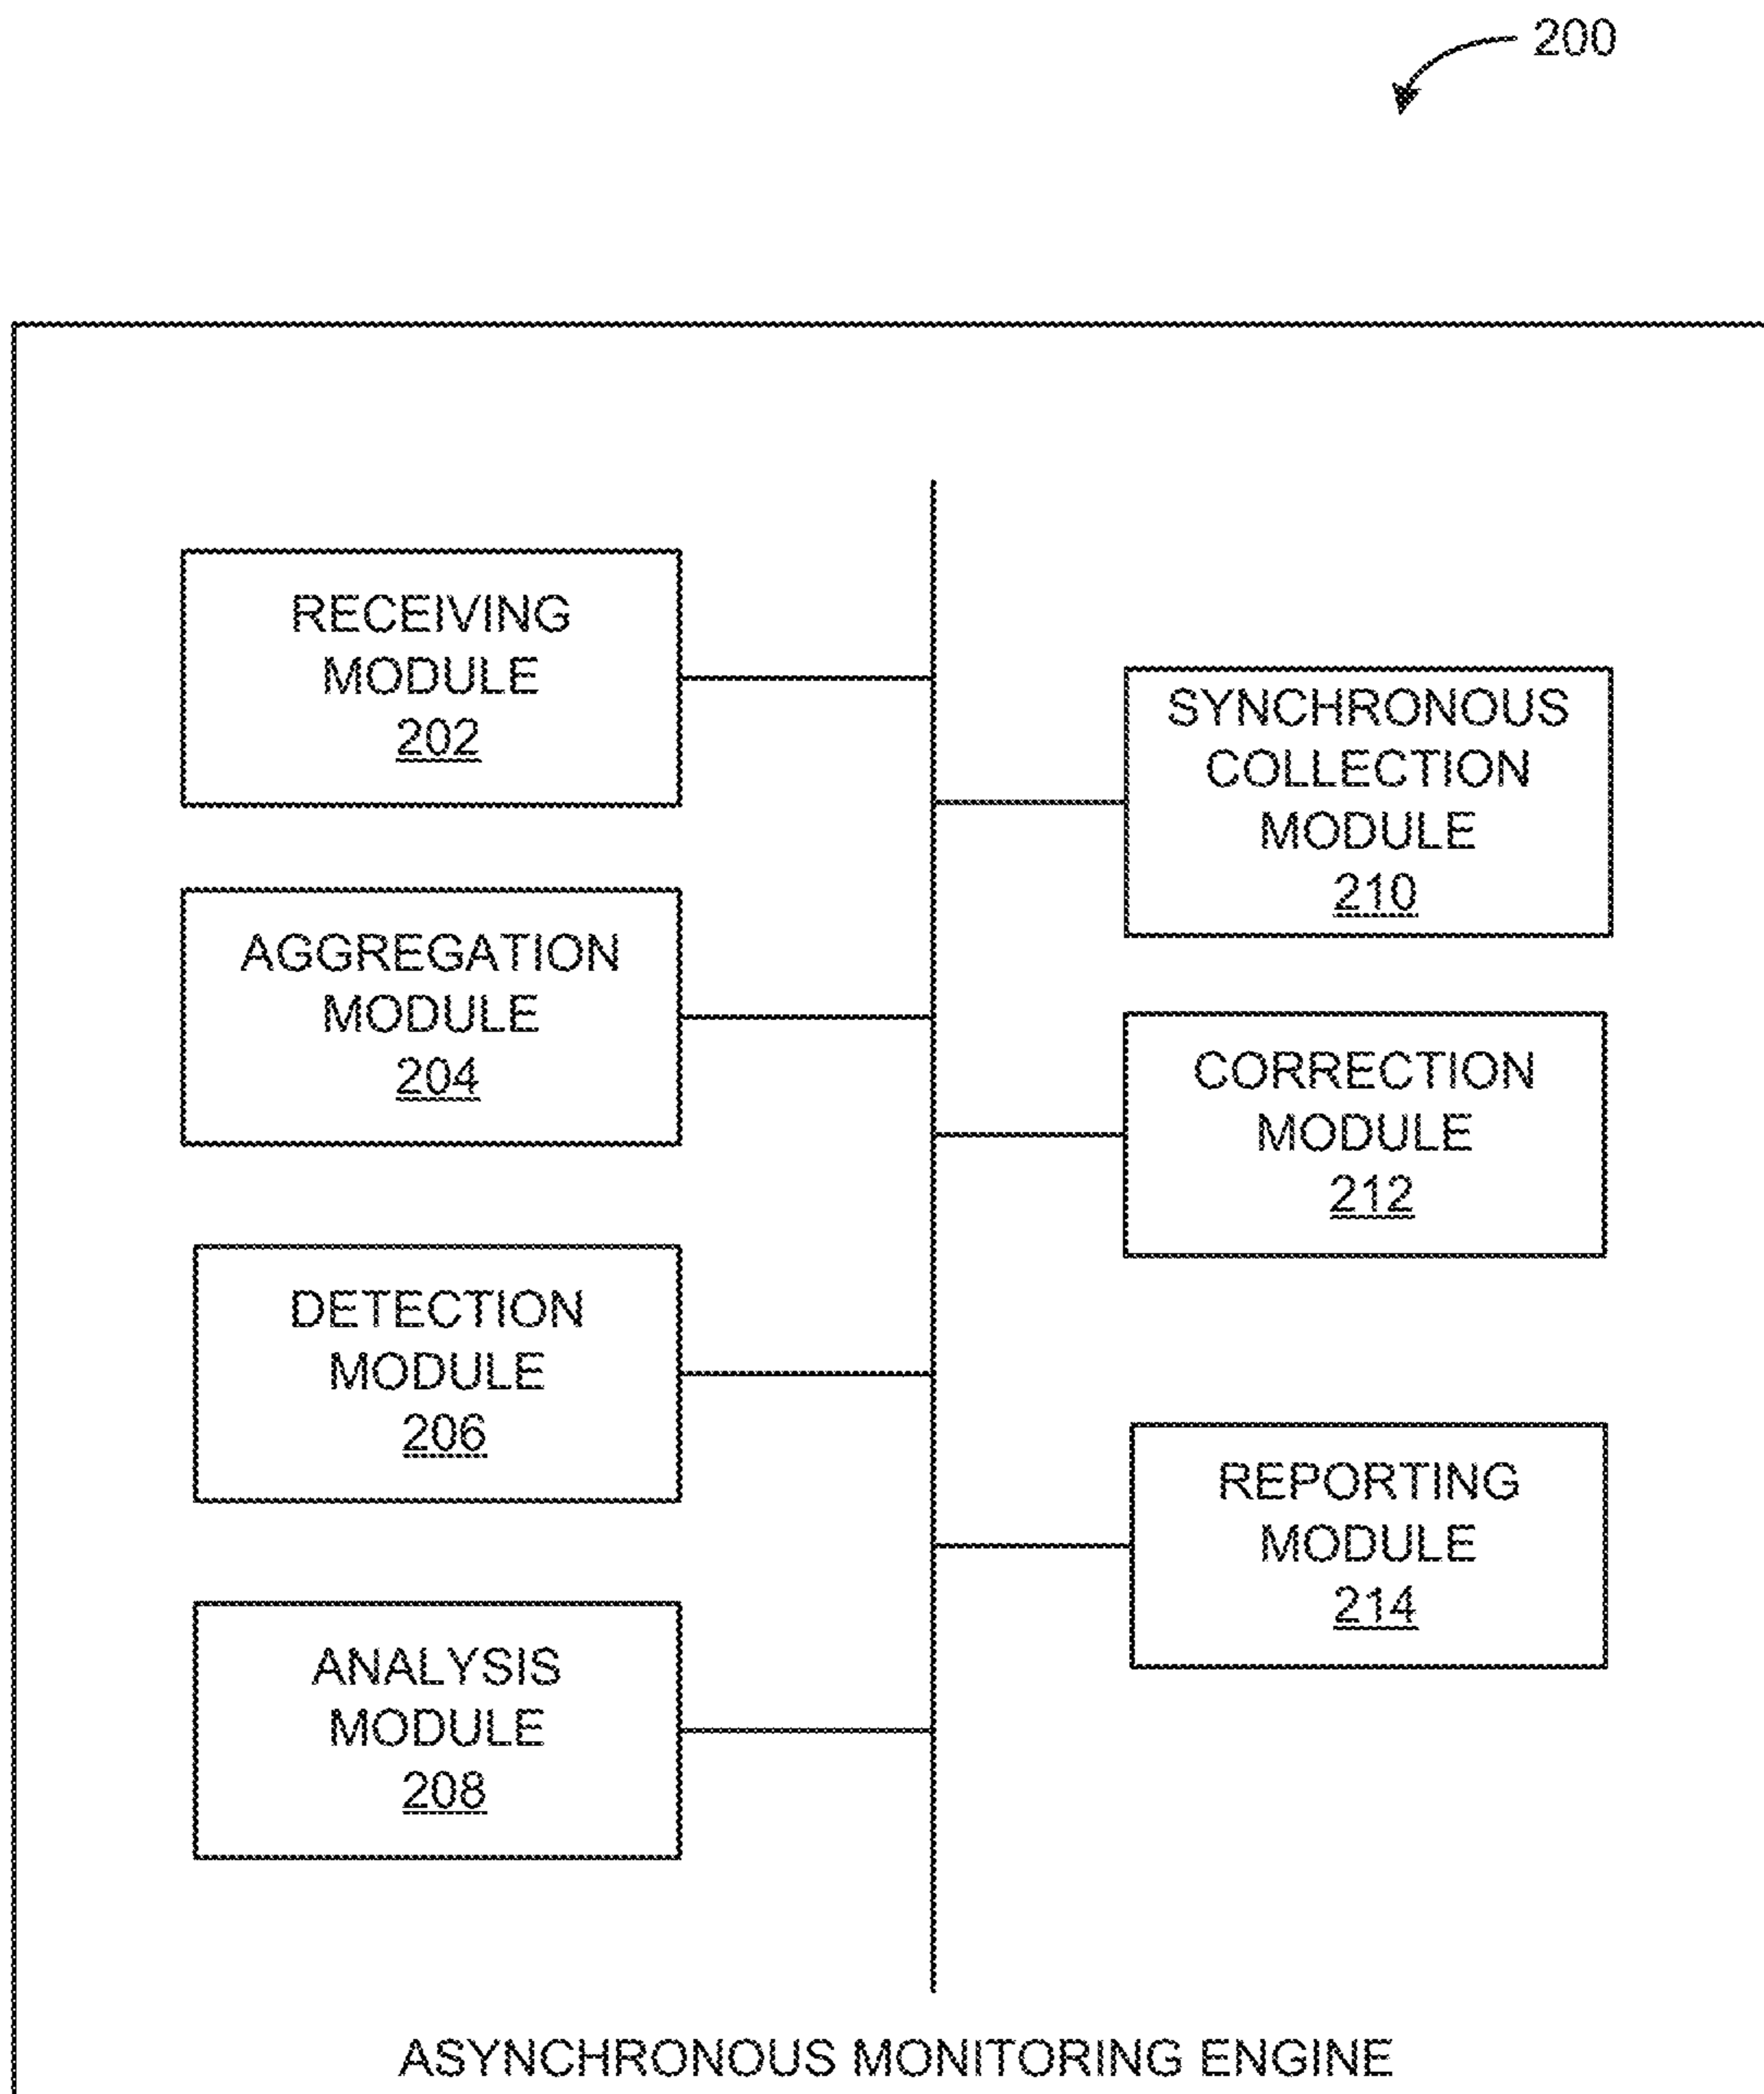 200
RECEIVING
MODULE
202
AGGREGATION
MODULE
204
DETECTION
MODULE
206
ANALYSIS
MODULE
208
SYNCHRONOUS
COLLECTION
MODULE
210
CORRECTION
MODULE
212
REPORTING
MODULE
214
ASYNCHRONOUS MONITORING ENGINE